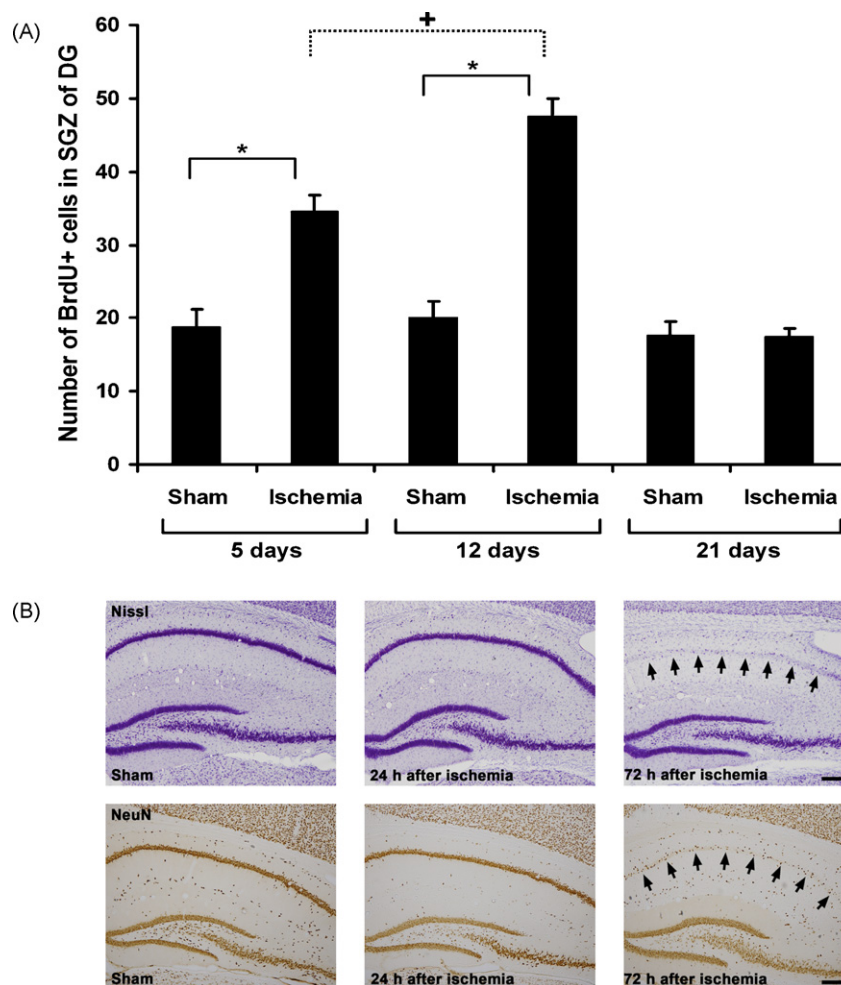 (A)
Number of BrdU+ cells in SGZ of DG
60
50
40
30
20
10
0
+
*
*
Sham Ischemia Sham Ischemia Sham Ischemia
5 days 12 days 21 days
(B)
Nissl
Sham 24 h after ischemia 72 h after ischemia
NeuN
Sham 24 h after ischemia 72 h after ischemia